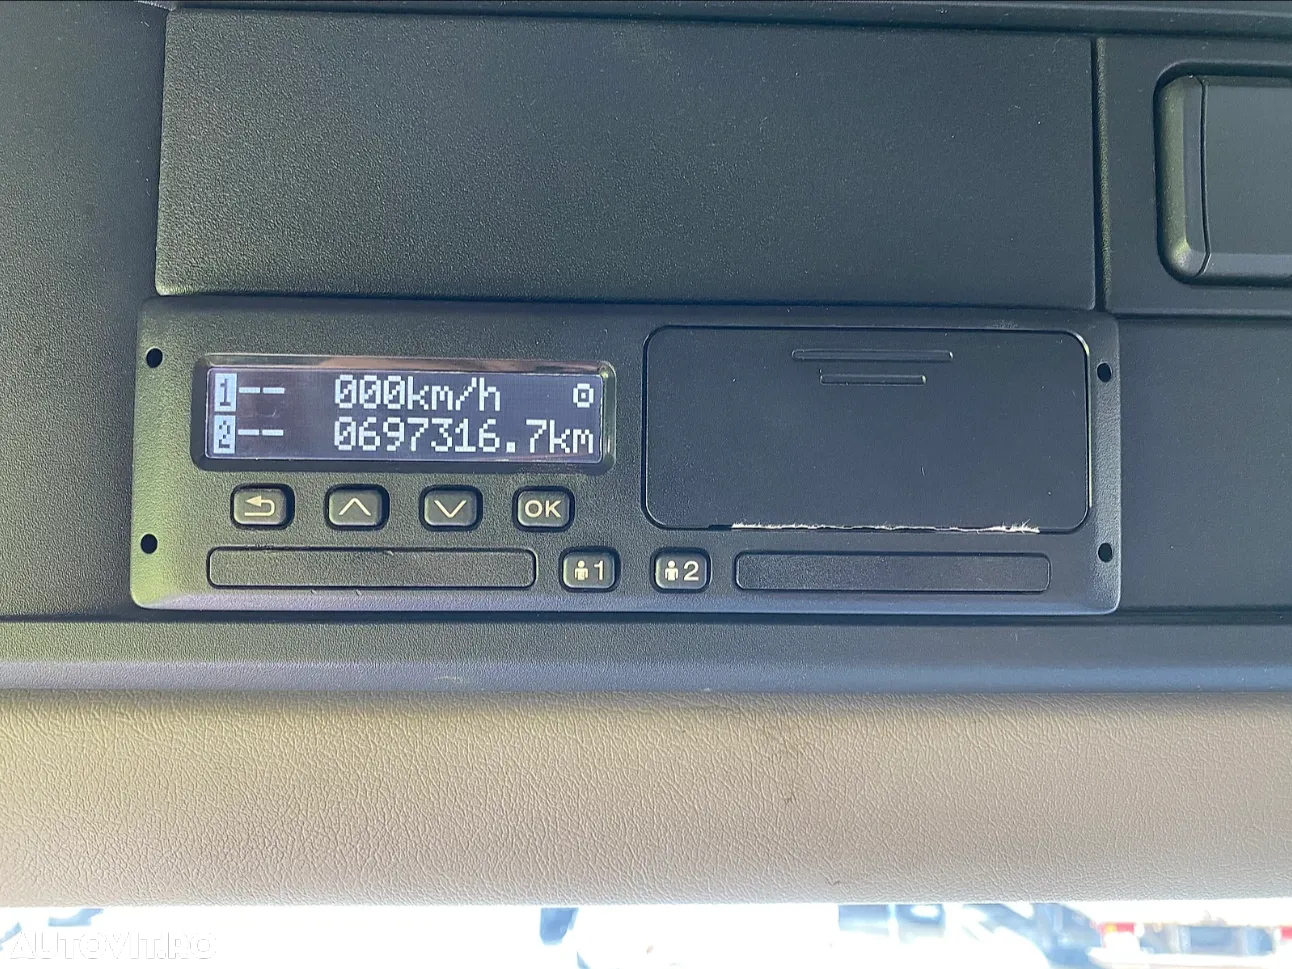 1 -- 000km/h
2 -- 0697316.7km
OK
1 2
AUTOVIT.RO